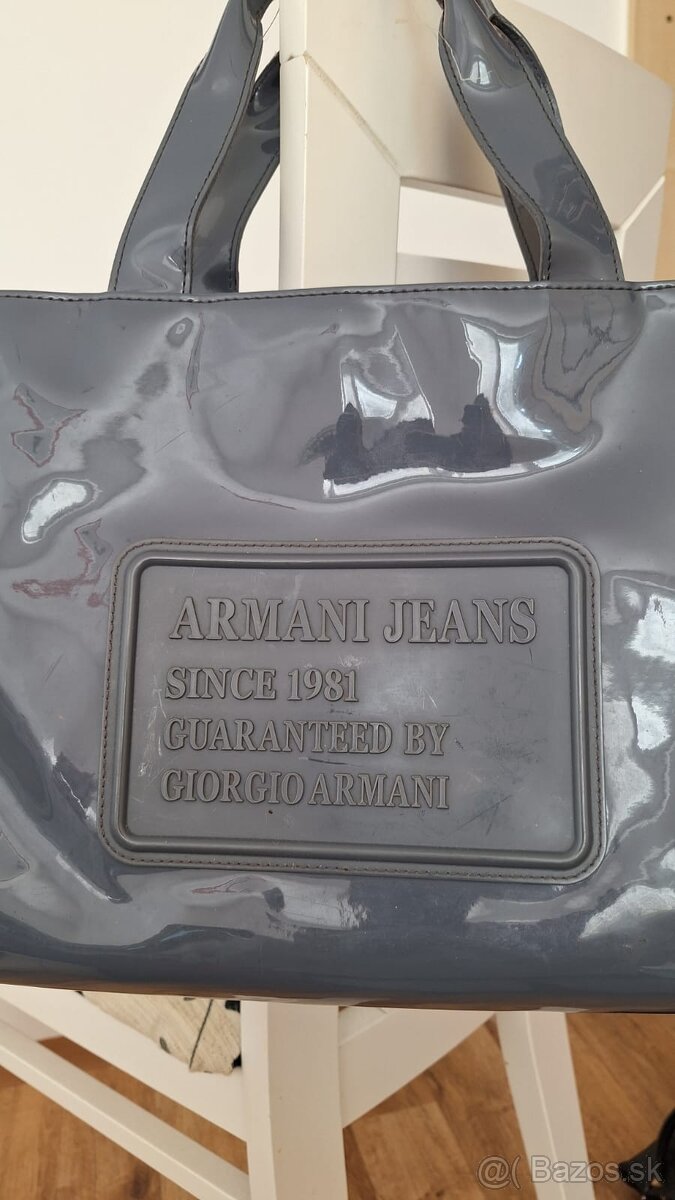 ARMANI JEANS
SINCE 1981
GUARANTEED BY
GIORGIO ARMANI
@( Bazos.sk